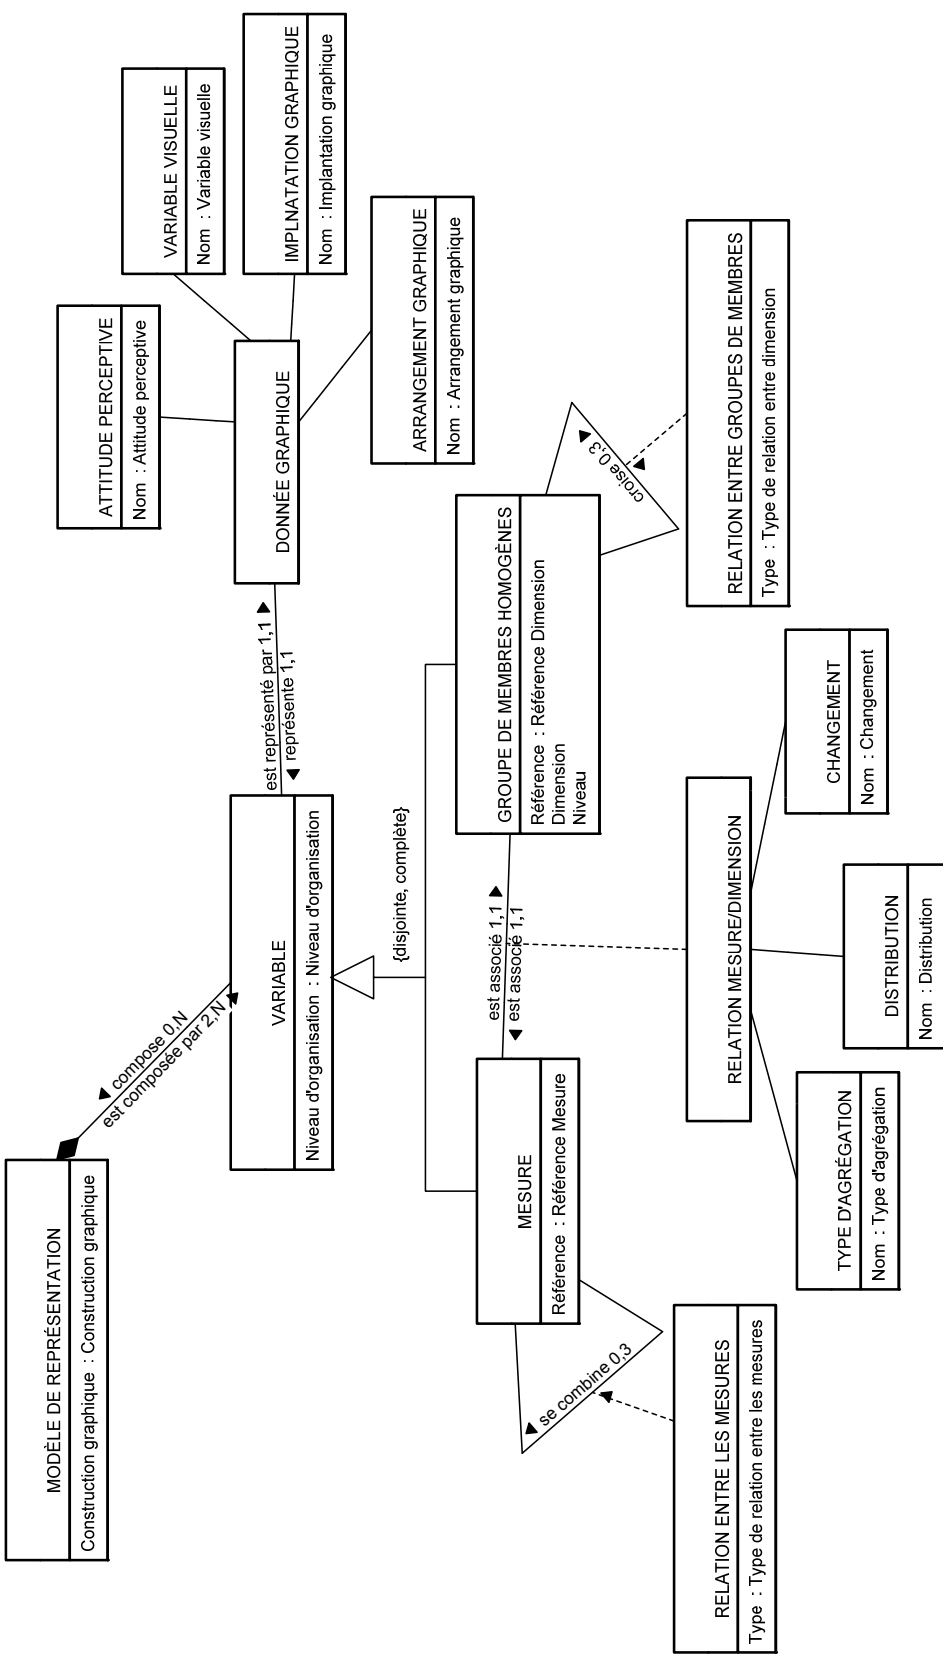 MODÈLE DE REPRÉSENTATION
Construction graphique : Construction graphique
compose 0,N
est composée par 2,N
VARIABLE
Niveau d'organisation : Niveau d'organisation
est représenté par 1,1
représente 1,1
DONNÉE GRAPHIQUE
ATTITUDE PERCEPTIVE
Nom : Attitude perceptive
VARIABLE VISUELLE
Nom : Variable visuelle
IMPLNATATION GRAPHIQUE
Nom : Implantation graphique
ARRANGEMENT GRAPHIQUE
Nom : Arrangement graphique
{disjointe, complète}
MESURE
Référence : Référence Mesure
est associé 1,1
est associé 1,1
GROUPE DE MEMBRES HOMOGÈNES
Référence : Référence Dimension
Dimension
Niveau
croise 0,3
se combine 0,3
RELATION ENTRE LES MESURES
Type : Type de relation entre les mesures
RELATION MESURE/DIMENSION
RELATION ENTRE GROUPES DE MEMBRES
Type : Type de relation entre dimension
TYPE D'AGRÉGATION
Nom : Type d'agrégation
DISTRIBUTION
Nom : Distribution
CHANGEMENT
Nom : Changement